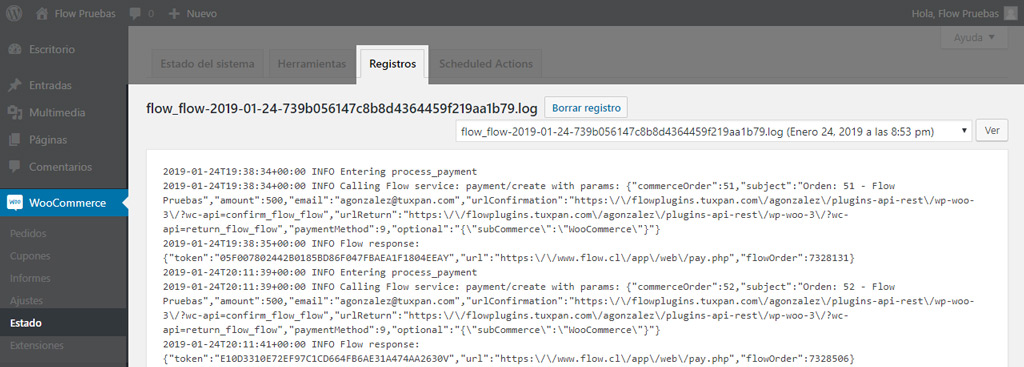 Flow Pruebas 0 + Nuevo Hola, Flow Pruebas
Ayuda
Escritorio
Entradas
Multimedia
Páginas
Comentarios
WooCommerce
Pedidos
Cupones
Informes
Ajustes
Estado
Extensiones
Estado del sistema Herramientas Registros Scheduled Actions
flow_flow-2019-01-24-739b056147c8b8d4364459f219aa1b79.log Borrar registro
flow_flow-2019-01-24-739b056147c8b8d4364459f219aa1b79.log (Enero 24, 2019 a las 8:53 pm) Ver
2019-01-24T19:38:34+00:00 INFO Entering process_payment
2019-01-24T19:38:34+00:00 INFO Calling Flow service: payment/create with params: {"commerceOrder":51,"subject":"Orden: 51 - Flow
Pruebas","amount":500,"email":"agonzalez@tuxpan.com","urlConfirmation":"https:\/\/flowplugins.tuxpan.com\/agonzalez\/plugins-api-rest\/wp-woo-
3\/?wc-api=confirm_flow_flow","urlReturn":"https:\/\/flowplugins.tuxpan.com\/agonzalez\/plugins-api-rest\/wp-woo-3\/?wc-
api=return_flow_flow","paymentMethod":9,"optional":"{\"subCommerce\":\"WooCommerce\"}"}
2019-01-24T19:38:35+00:00 INFO Flow response:
{"token":"05F007802442B0185BD86F047FBAEA1F1804EEAY","url":"https:\/\/www.flow.cl\/app\/web\/pay.php","flowOrder":7328131}
2019-01-24T20:11:39+00:00 INFO Entering process_payment
2019-01-24T20:11:39+00:00 INFO Calling Flow service: payment/create with params: {"commerceOrder":52,"subject":"Orden: 52 - Flow
Pruebas","amount":500,"email":"agonzalez@tuxpan.com","urlConfirmation":"https:\/\/flowplugins.tuxpan.com\/agonzalez\/plugins-api-rest\/wp-woo-
3\/?wc-api=confirm_flow_flow","urlReturn":"https:\/\/flowplugins.tuxpan.com\/agonzalez\/plugins-api-rest\/wp-woo-3\/?wc-
api=return_flow_flow","paymentMethod":9,"optional":"{\"subCommerce\":\"WooCommerce\"}"}
2019-01-24T20:11:41+00:00 INFO Flow response:
{"token":"E10D3310E72EF97C1CD664FB6AE31A474AA2630V","url":"https:\/\/www.flow.cl\/app\/web\/pay.php","flowOrder":7328506}